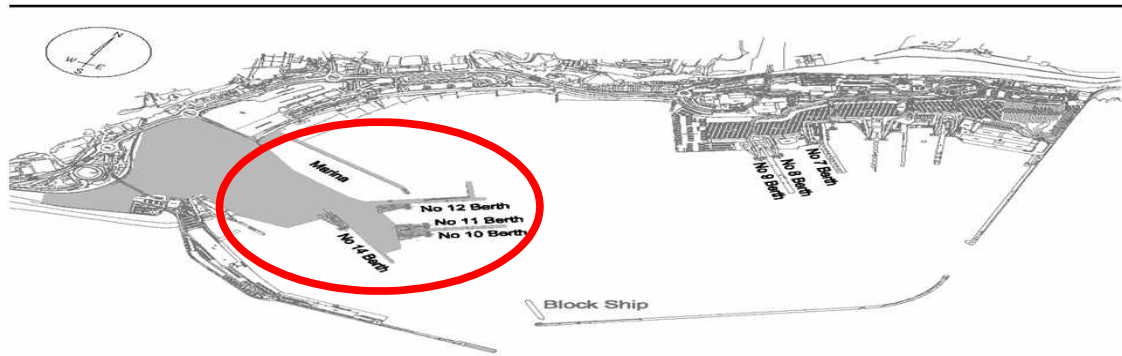 N
W
E
S
Marina
No 12 Berth
No 11 Berth
No 10 Berth
No 14 Berth
No 9 Berth
No 8 Berth
No 7 Berth
Block Ship